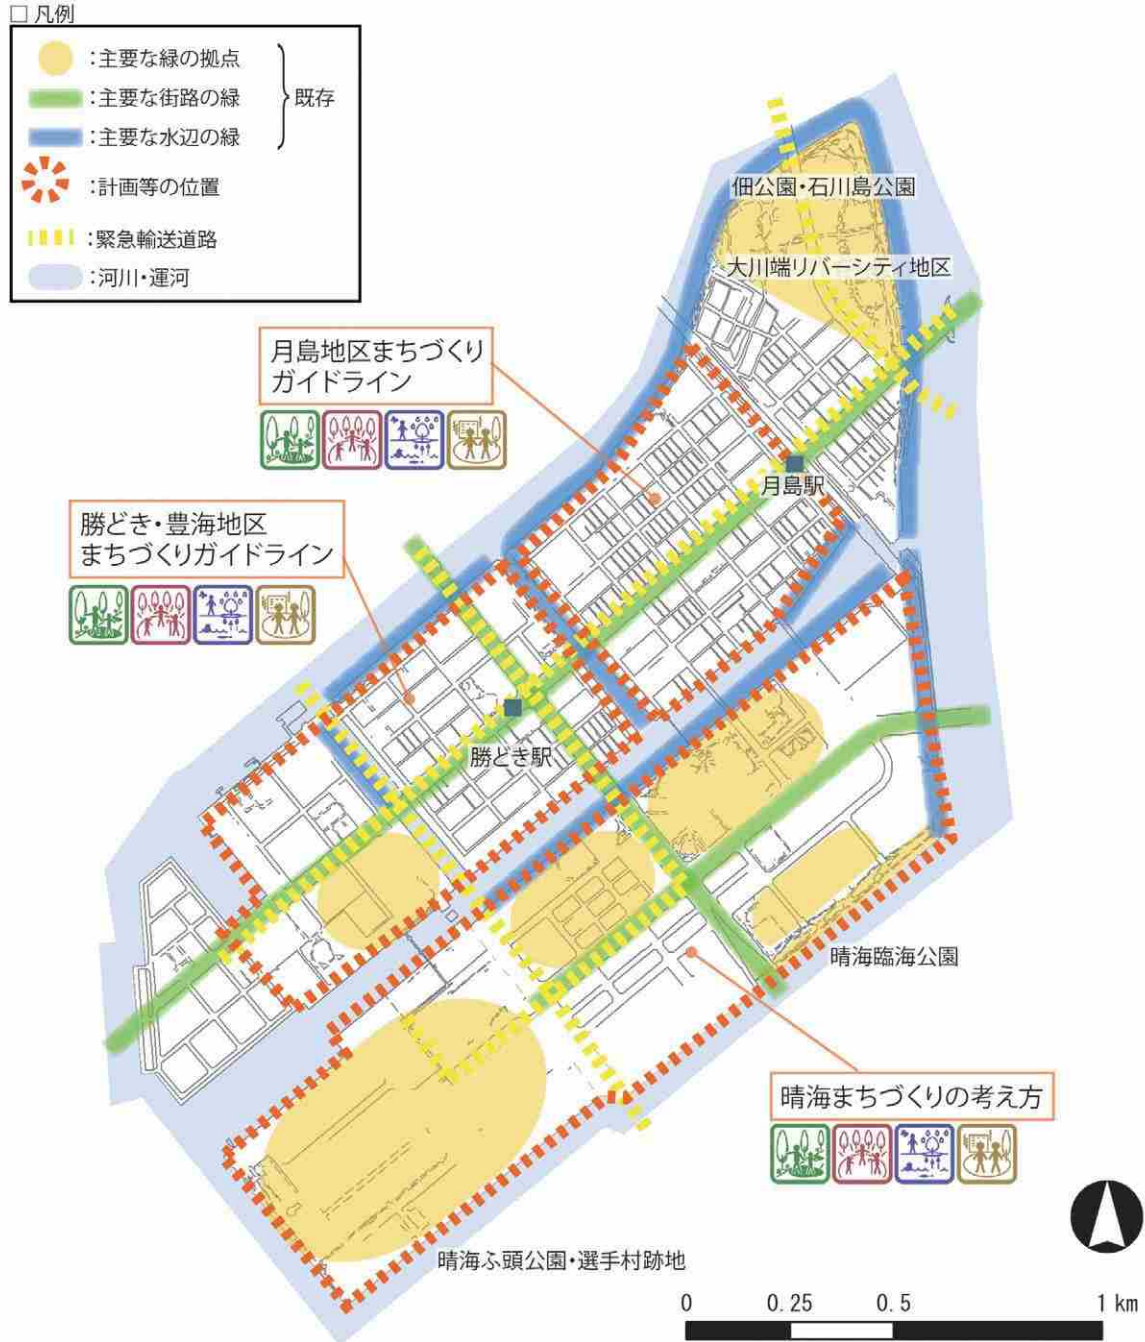 □ 凡例
：主要な緑の拠点
：主要な街路の緑
既存
：主要な水辺の緑
：計画等の位置
：緊急輸送道路
：河川・運河
佃公園・石川島公園
大川端リバーシティ地区
月島地区まちづくり
ガイドライン
月島駅
勝どき・豊海地区
まちづくりガイドライン
勝どき駅
晴海臨海公園
晴海まちづくりの考え方
晴海ふ頭公園・選手村跡地
0 0.25 0.5 1 km